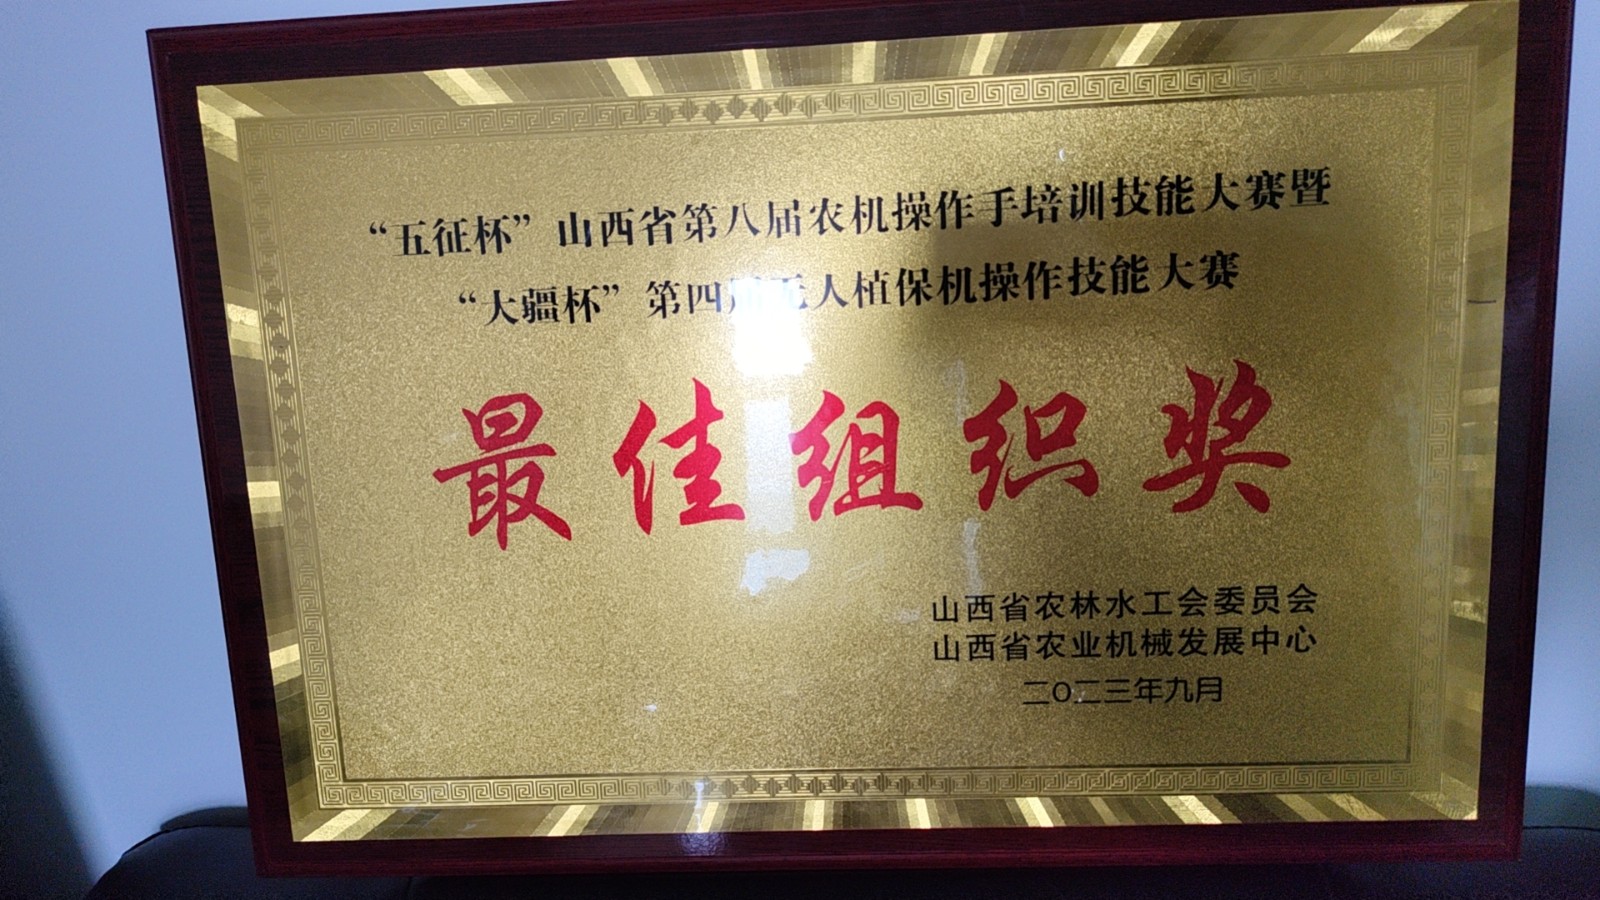 “五征杯”山西省第八届农机操作手培训技能大赛暨
“大疆杯”第四届无人植保机操作技能大赛
最佳组织奖
山西省农林水工会委员会
山西省农业机械发展中心
二〇二三年九月